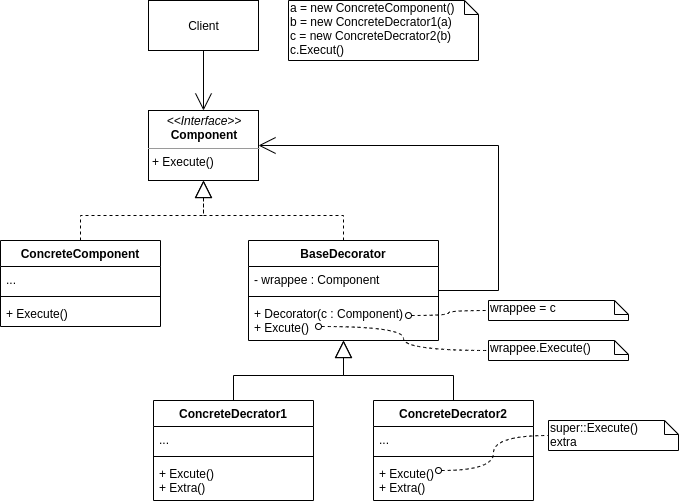 Client
a = new ConcreteComponent()
b = new ConcreteDecrator1(a)
c = new ConcreteDecrator2(b)
c.Execut()
<<Interface>>
Component
+ Execute()
ConcreteComponent
...
+ Execute()
BaseDecorator
- wrappee : Component
+ Decorator(c : Component)
+ Excute()
wrappee = c
wrappee.Execute()
ConcreteDecrator1
...
+ Excute()
+ Extra()
ConcreteDecrator2
...
+ Excute()
+ Extra()
super::Execute()
extra